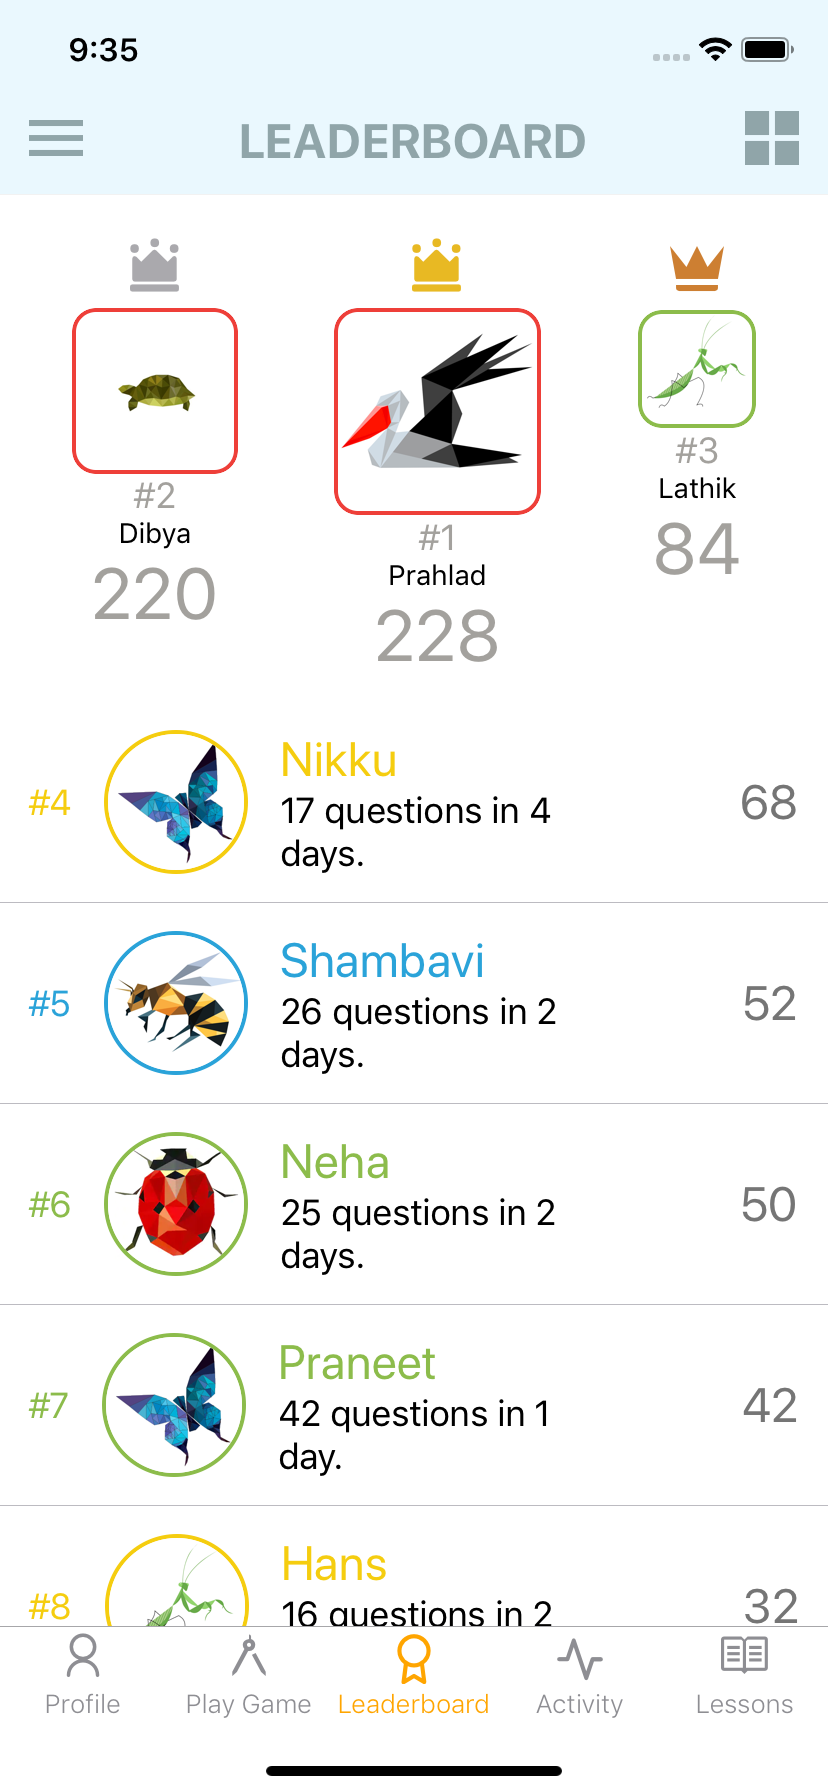 9:35
LEADERBOARD
#2
Dibya
220
#1
Prahlad
228
#3
Lathik
84
#4
Nikku
17 questions in 4
days.
68
#5
Shambavi
26 questions in 2
days.
52
#6
Neha
25 questions in 2
days.
50
#7
Praneet
42 questions in 1
day.
42
#8
Hans
16 questions in 2
32
Profile
Play Game
Leaderboard
Activity
Lessons